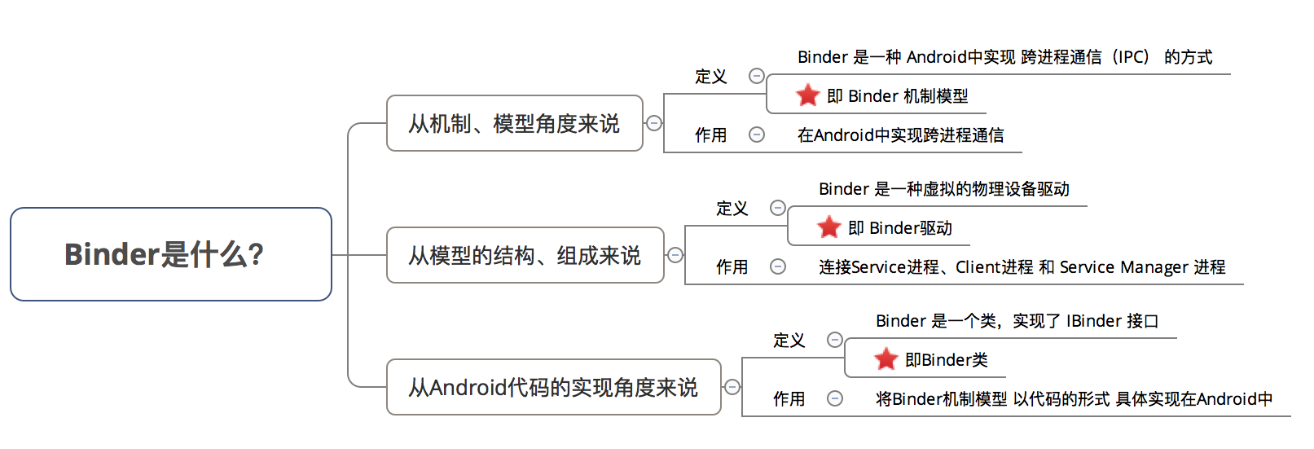 Binder是什么?
从机制、模型角度来说
定义
Binder 是一种 Android中实现 跨进程通信（IPC） 的方式
即 Binder 机制模型
作用
在Android中实现跨进程通信
从模型的结构、组成来说
定义
Binder 是一种虚拟的物理设备驱动
即 Binder驱动
作用
连接Service进程、Client进程 和 Service Manager 进程
从Android代码的实现角度来说
定义
Binder 是一个类，实现了 IBinder 接口
即Binder类
作用
将Binder机制模型 以代码的形式 具体实现在Android中